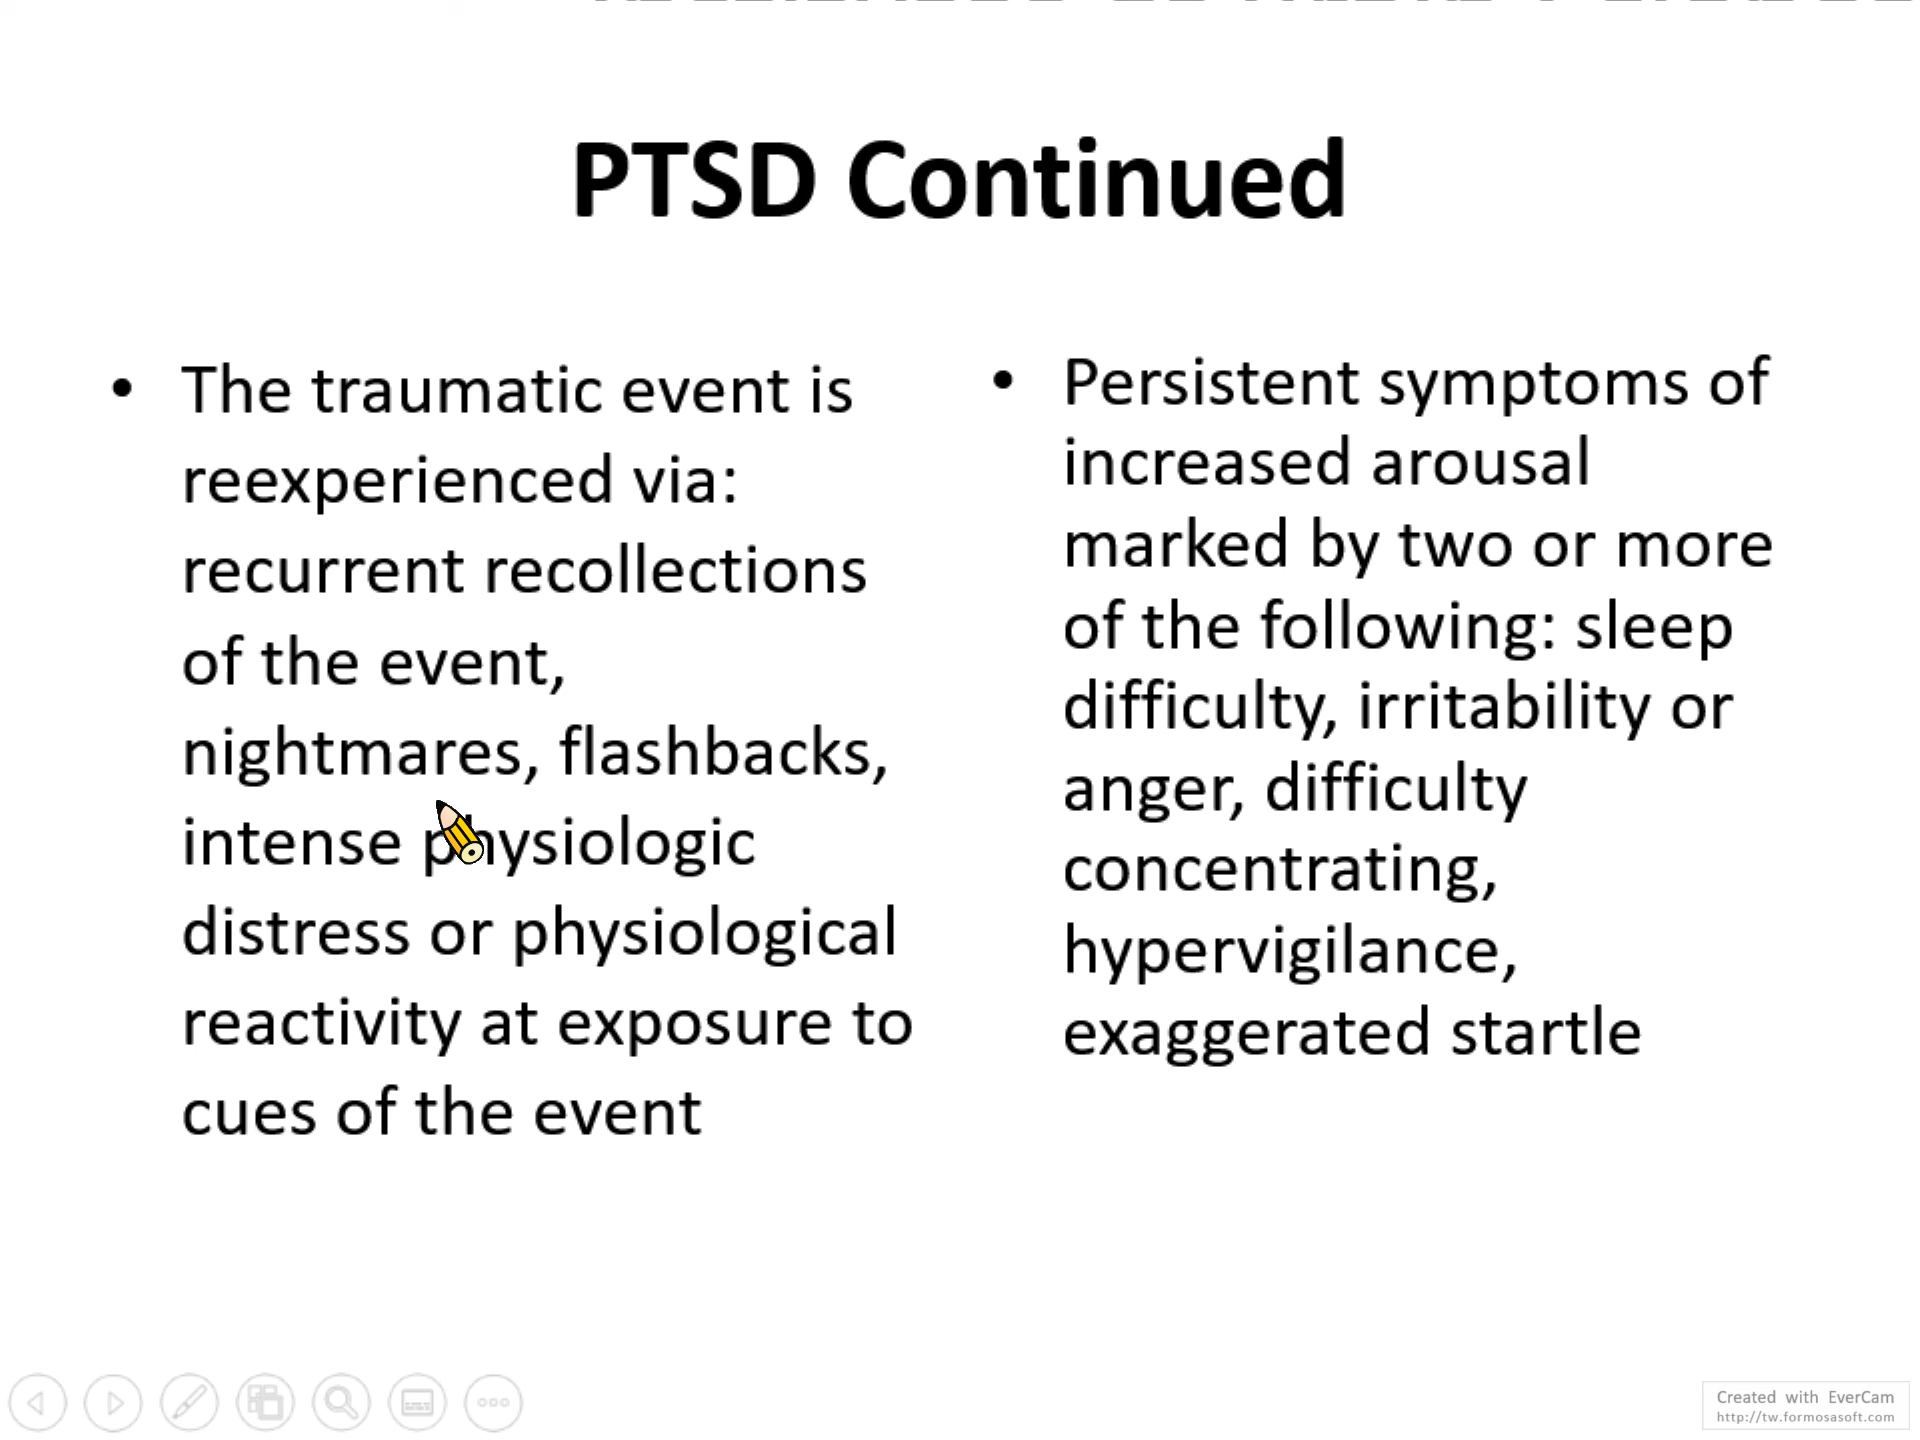 PTSD Continued
• The traumatic event is
reexperienced via:
recurrent recollections
of the event,
nightmares, flashbacks,
intense physiologic
distress or physiological
reactivity at exposure to
cues of the event
• Persistent symptoms of
increased arousal
marked by two or more
of the following: sleep
difficulty, irritability or
anger, difficulty
concentrating,
hypervigilance,
exaggerated startle
Created with EverCam
http://tw.formosasoft.com